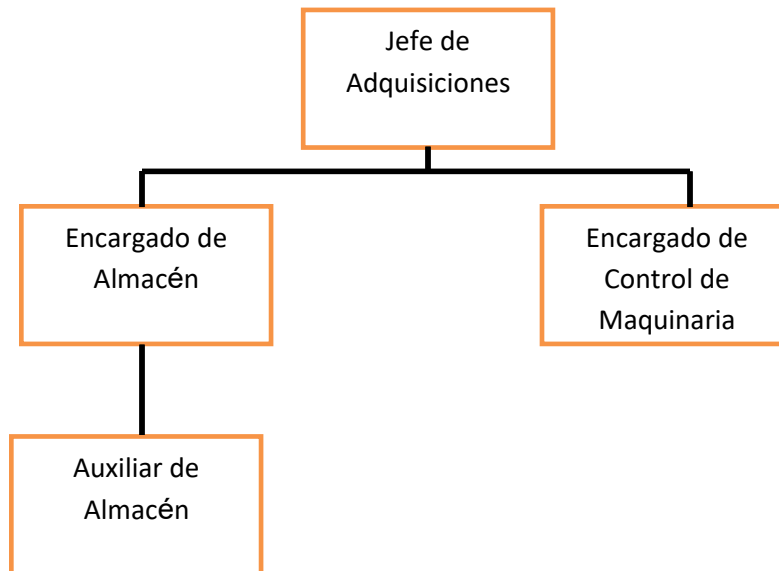 Jefe de
Adquisiciones
Encargado de
Almacén
Encargado de
Control de
Maquinaria
Auxiliar de
Almacén